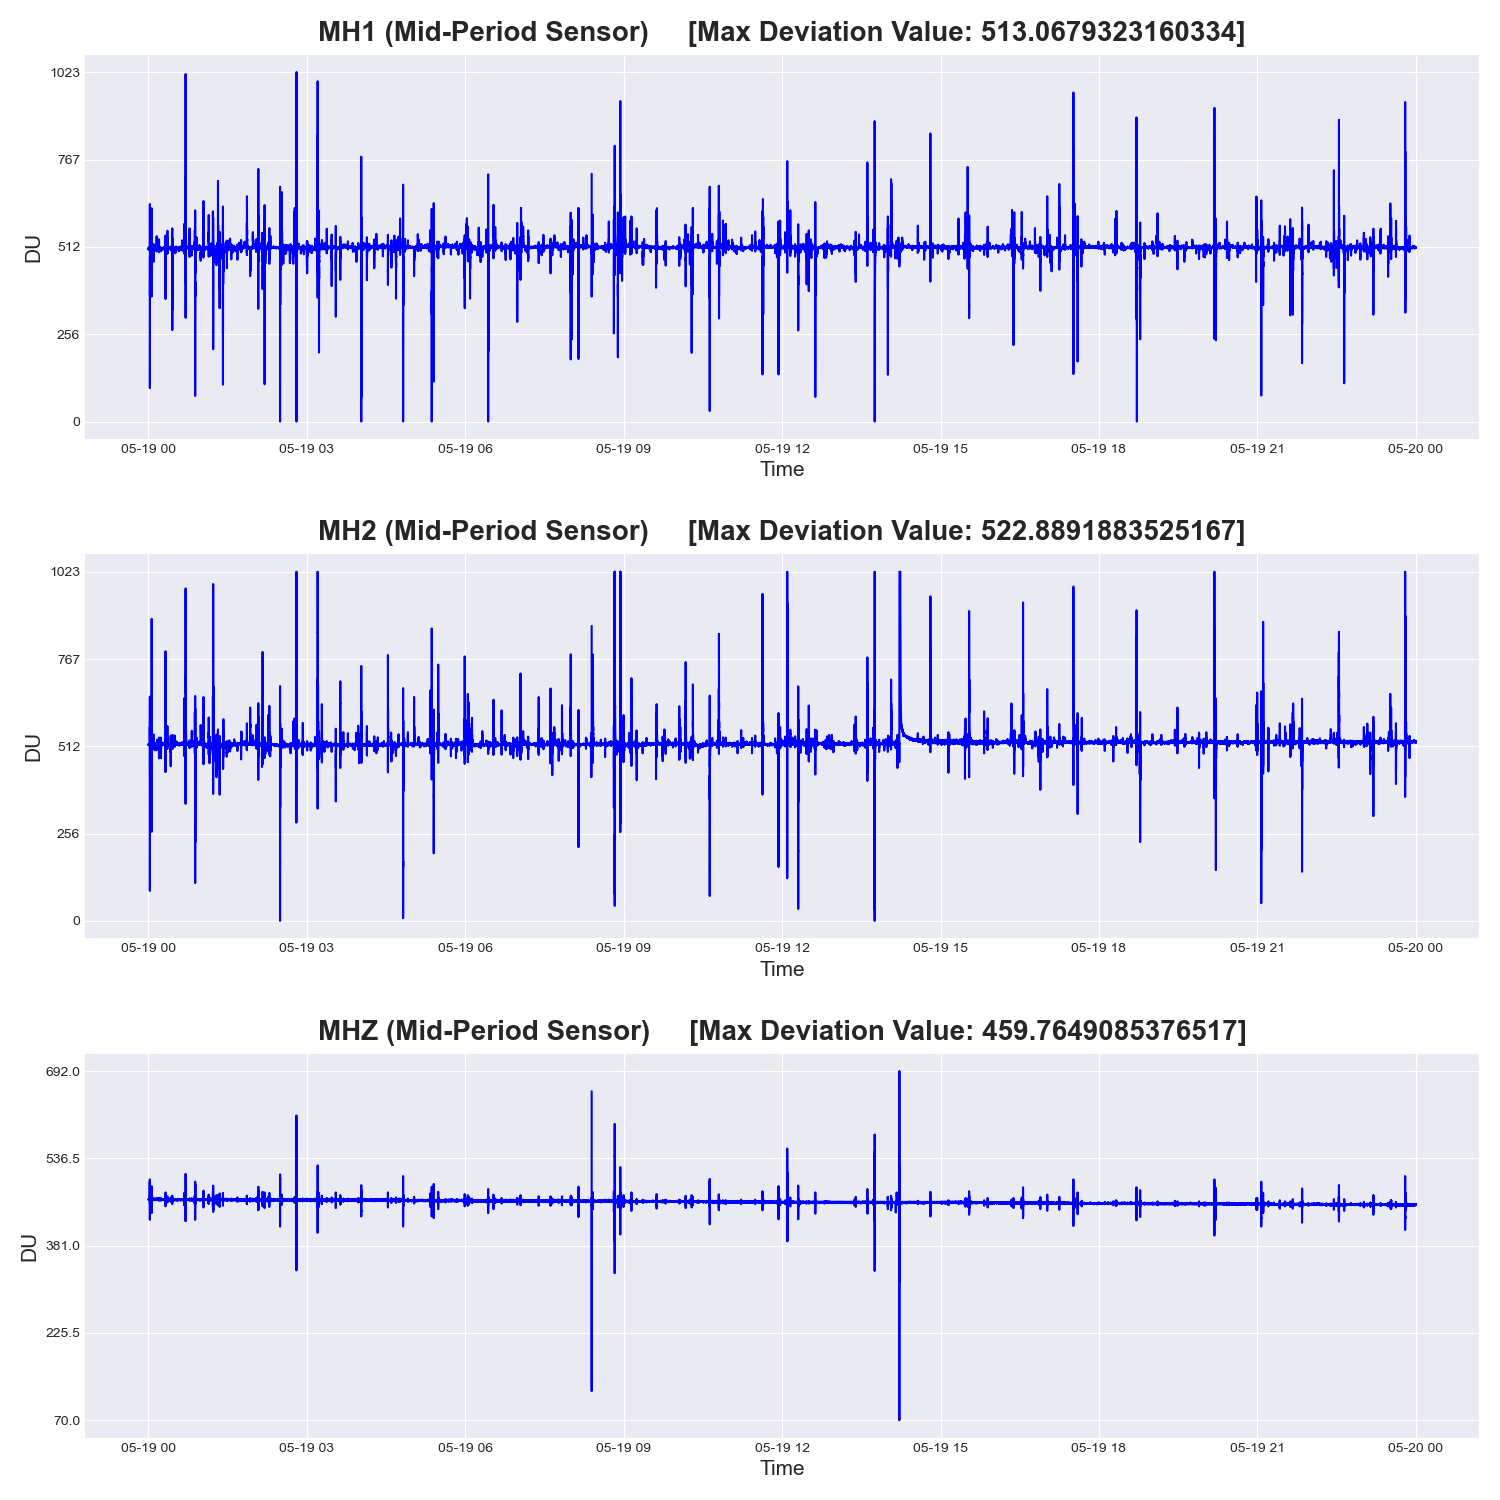 MH1 (Mid-Period Sensor) [Max Deviation Value: 513.0679323160334]
1023
767
512
256
0
DU
05-19 00 05-19 03 05-19 06 05-19 09 05-19 12 05-19 15 05-19 18 05-19 21 05-20 00
Time
MH2 (Mid-Period Sensor) [Max Deviation Value: 522.8891883525167]
1023
767
512
256
0
DU
05-19 00 05-19 03 05-19 06 05-19 09 05-19 12 05-19 15 05-19 18 05-19 21 05-20 00
Time
MHZ (Mid-Period Sensor) [Max Deviation Value: 459.7649085376517]
692.0
536.5
381.0
225.5
70.0
DU
05-19 00 05-19 03 05-19 06 05-19 09 05-19 12 05-19 15 05-19 18 05-19 21 05-20 00
Time